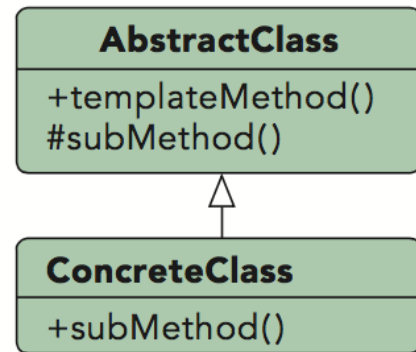 AbstractClass
+templateMethod()
#subMethod()
ConcreteClass
+subMethod()